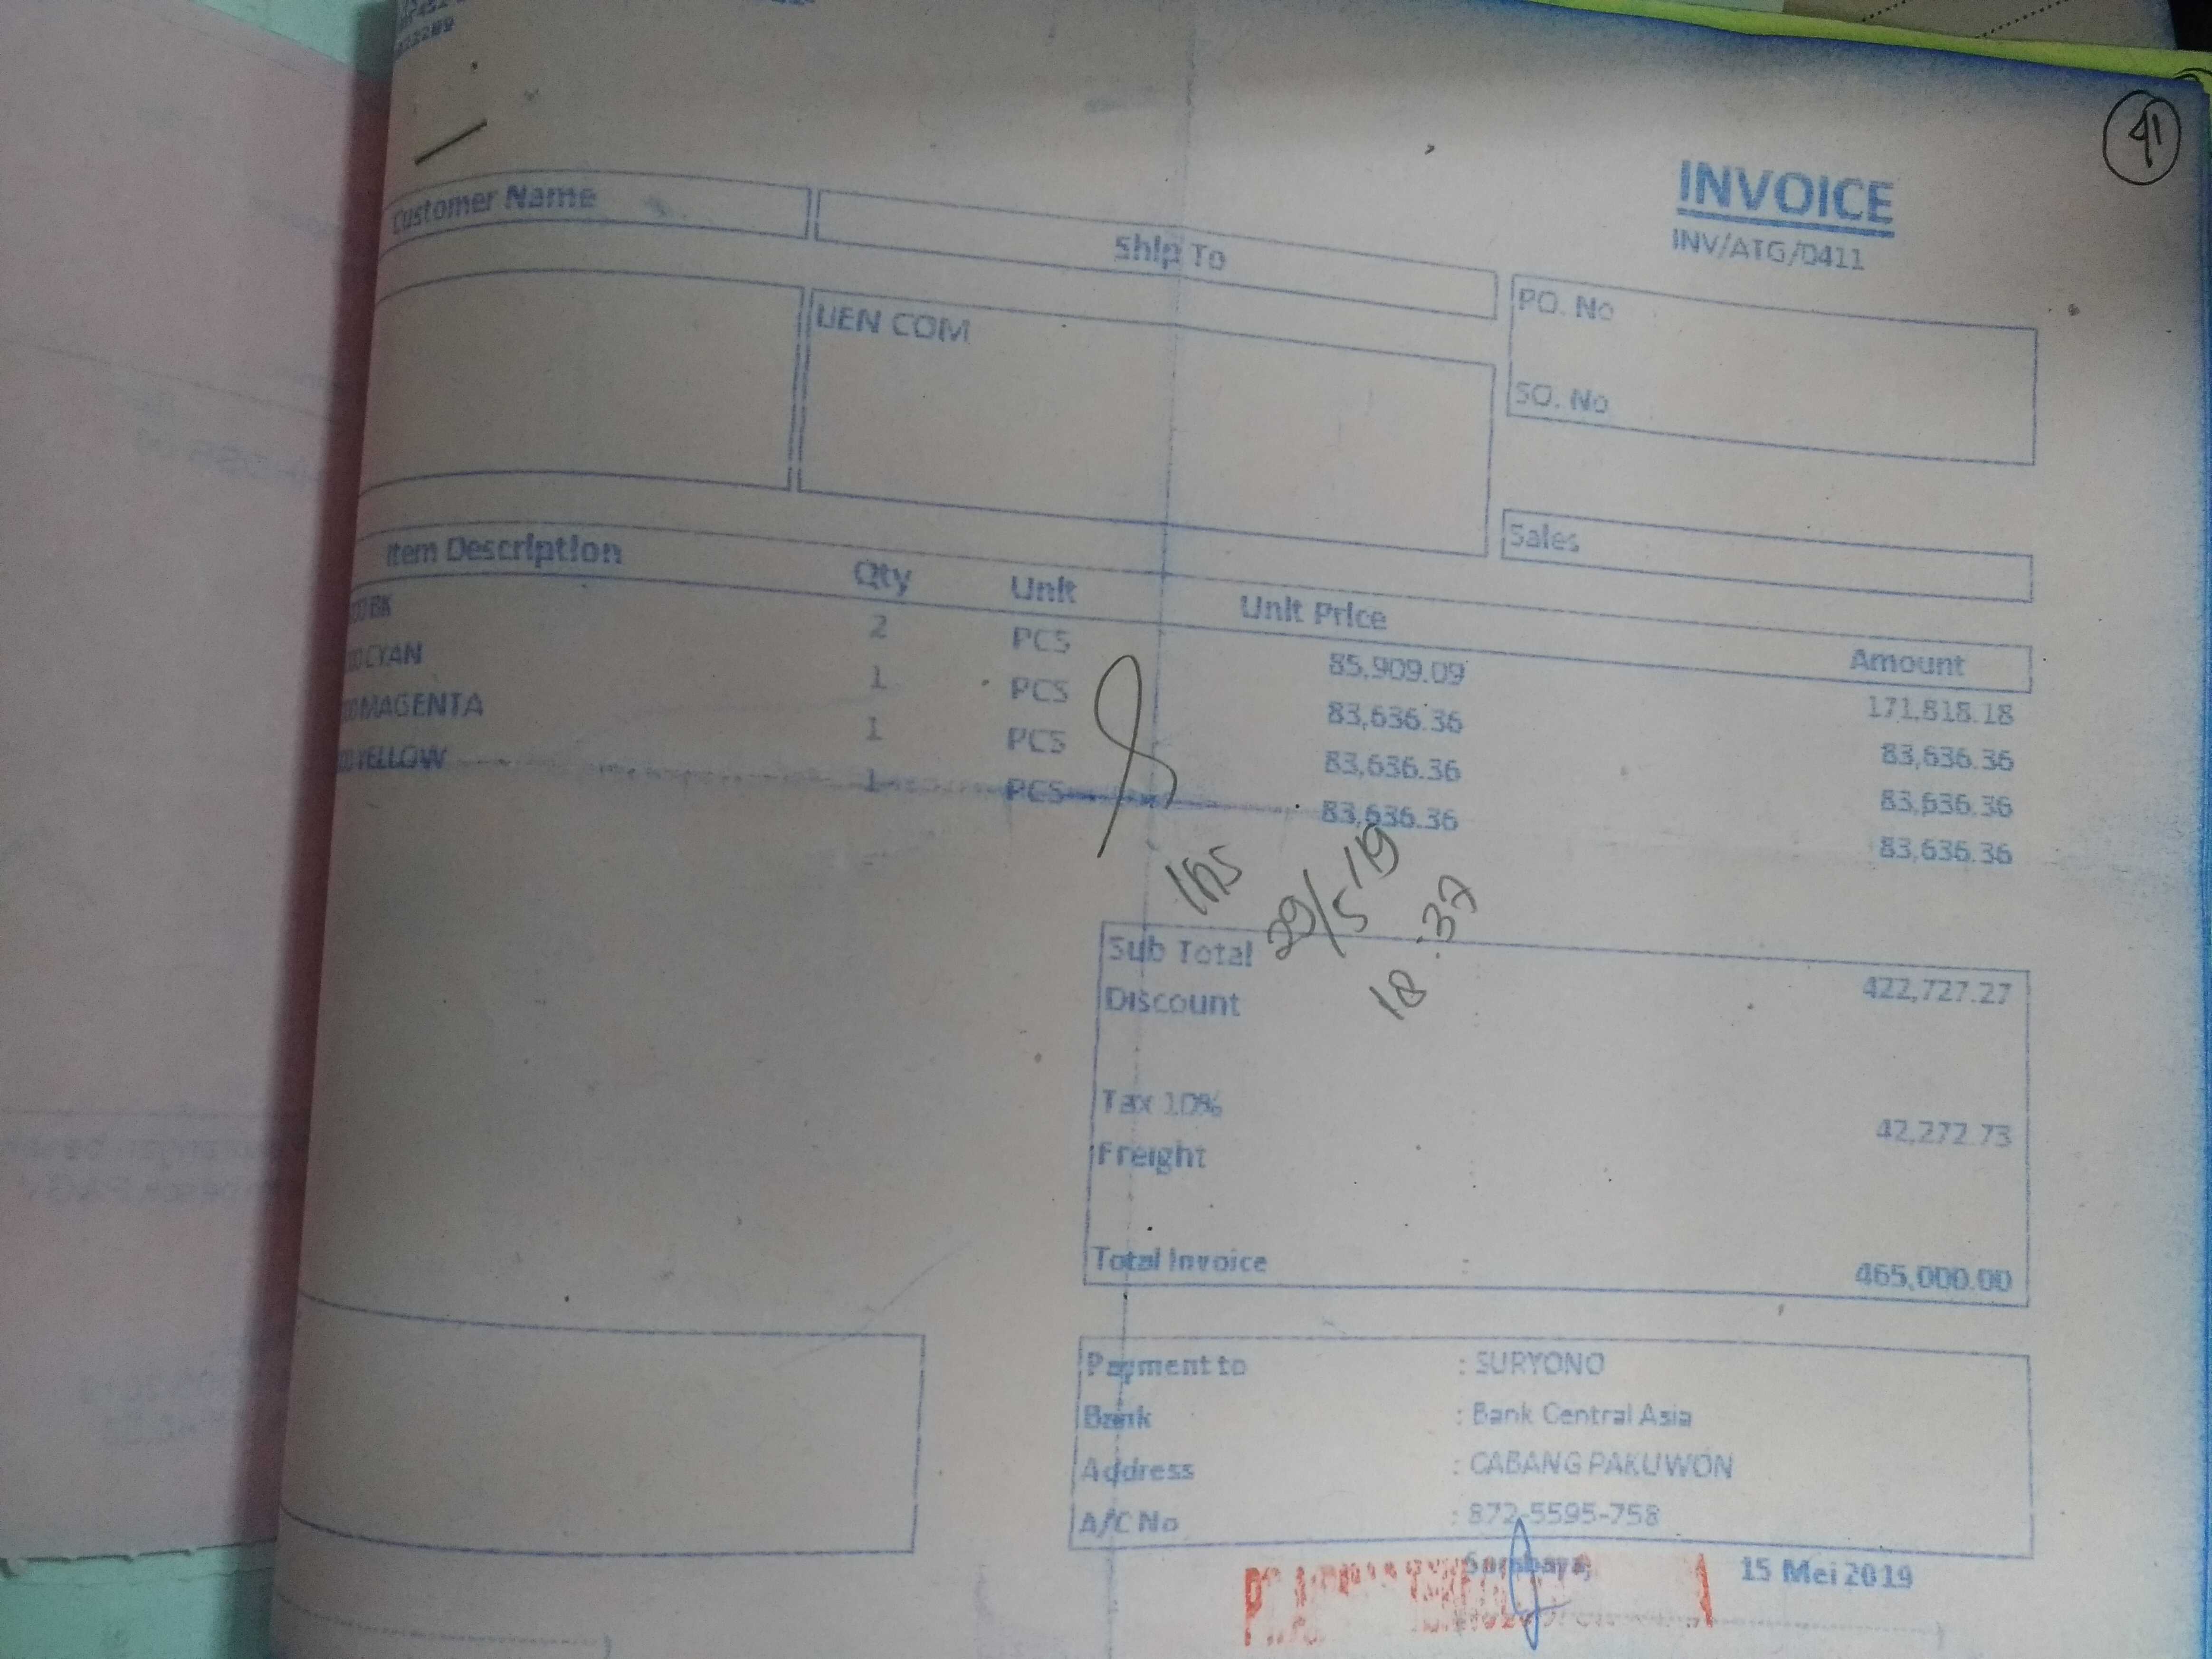 41
INVOICE
INV/ATG/0411
Customer Name
Ship To
PO. No
UEN COM
SO. No
Sales
Item Description Qty Unit Unit Price Amount
BK 2 PCS 85,909.09 171,818.18
CYAN 1 PCS 83,636.36 83,636.36
MAGENTA 1 PCS 83,636.36 83,636.36
YELLOW 1 PCS 83,636.36 83,636.36
29/5/19
18.37
Sub Total 422,727.27
Discount :
Tax 10% 42,272.73
Freight :
Total Invoice : 465,000.00
Payment to : SURYONO
Bank : Bank Central Asia
Address : CABANG PAKUWON
A/C No : 872-5595-758
Surabaya, 15 Mei 2019